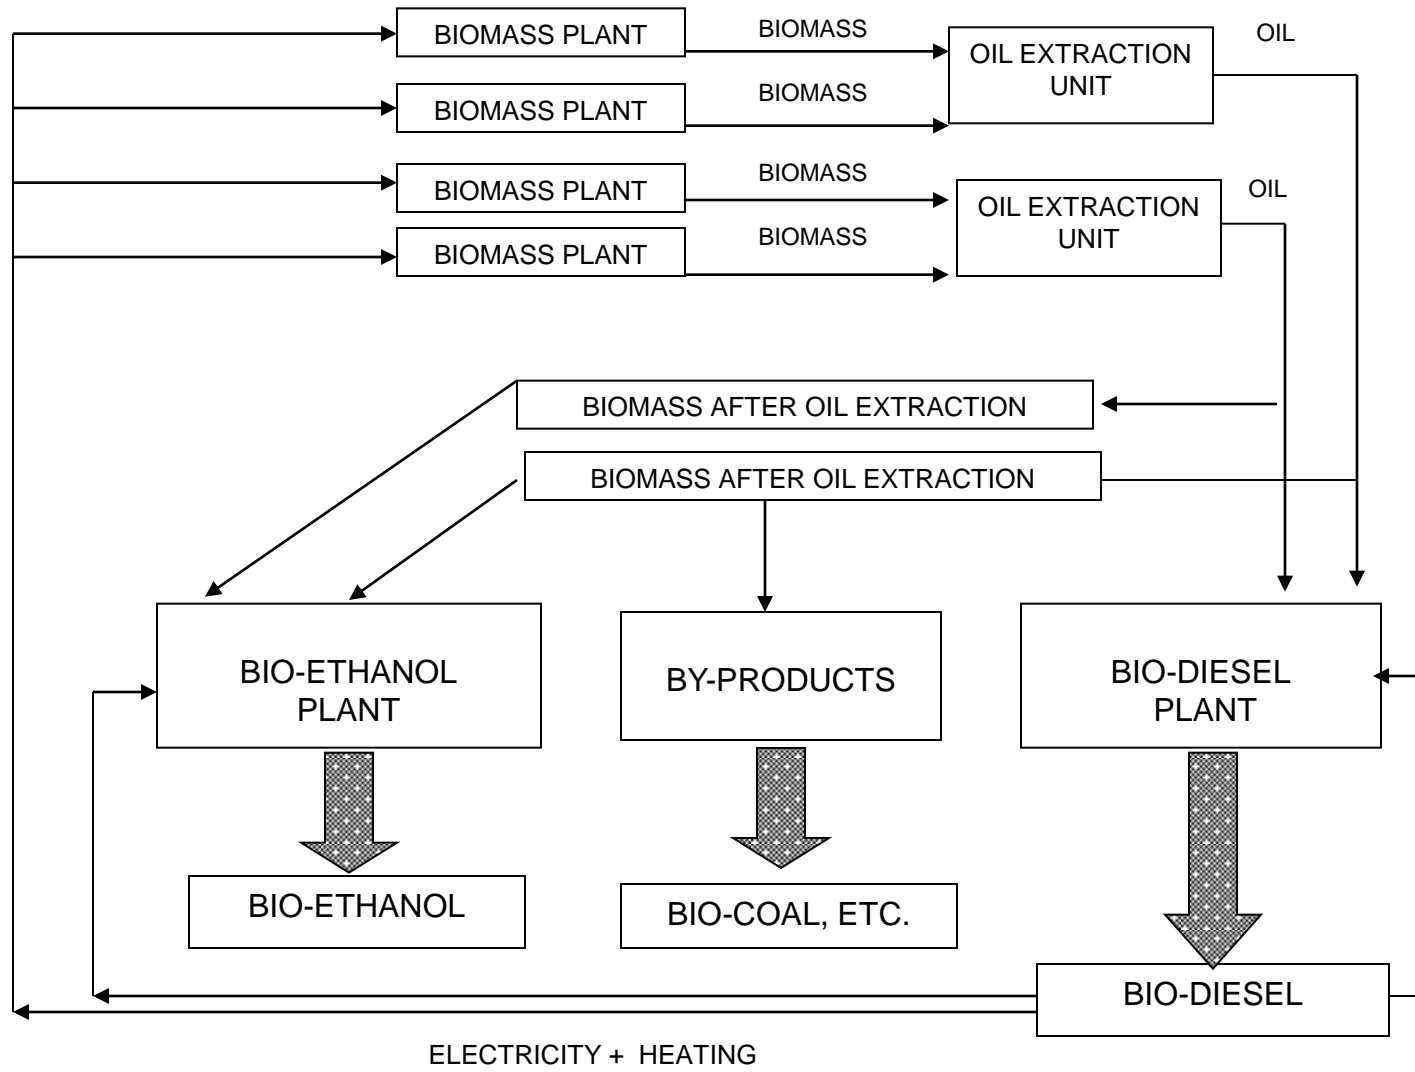 BIOMASS PLANT
BIOMASS
OIL EXTRACTION
UNIT
OIL
BIOMASS PLANT
BIOMASS
BIOMASS PLANT
BIOMASS
OIL EXTRACTION
UNIT
OIL
BIOMASS PLANT
BIOMASS
BIOMASS AFTER OIL EXTRACTION
BIOMASS AFTER OIL EXTRACTION
BIO-ETHANOL
PLANT
BY-PRODUCTS
BIO-DIESEL
PLANT
BIO-ETHANOL
BIO-COAL, ETC.
BIO-DIESEL
ELECTRICITY + HEATING